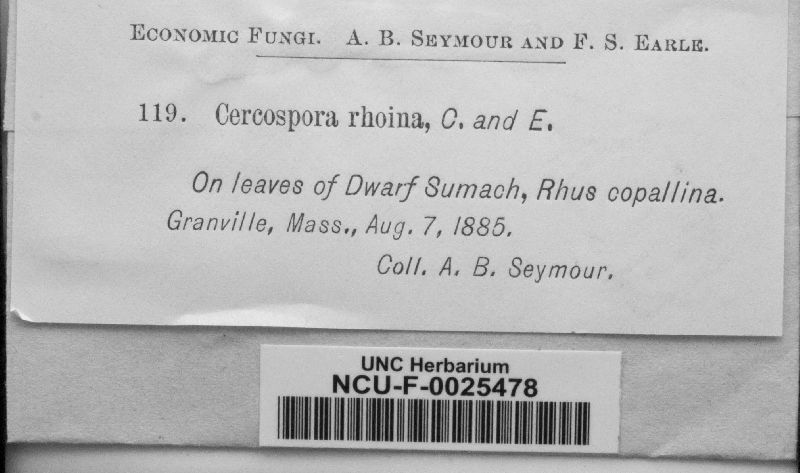 Economic Fungi. A. B. Seymour and F. S. Earle.
119. Cercospora rhoina, C. and E.
On leaves of Dwarf Sumach, Rhus copallina.
Granville, Mass., Aug. 7, 1885.
Coll. A. B. Seymour.
UNC Herbarium
NCU-F-0025478